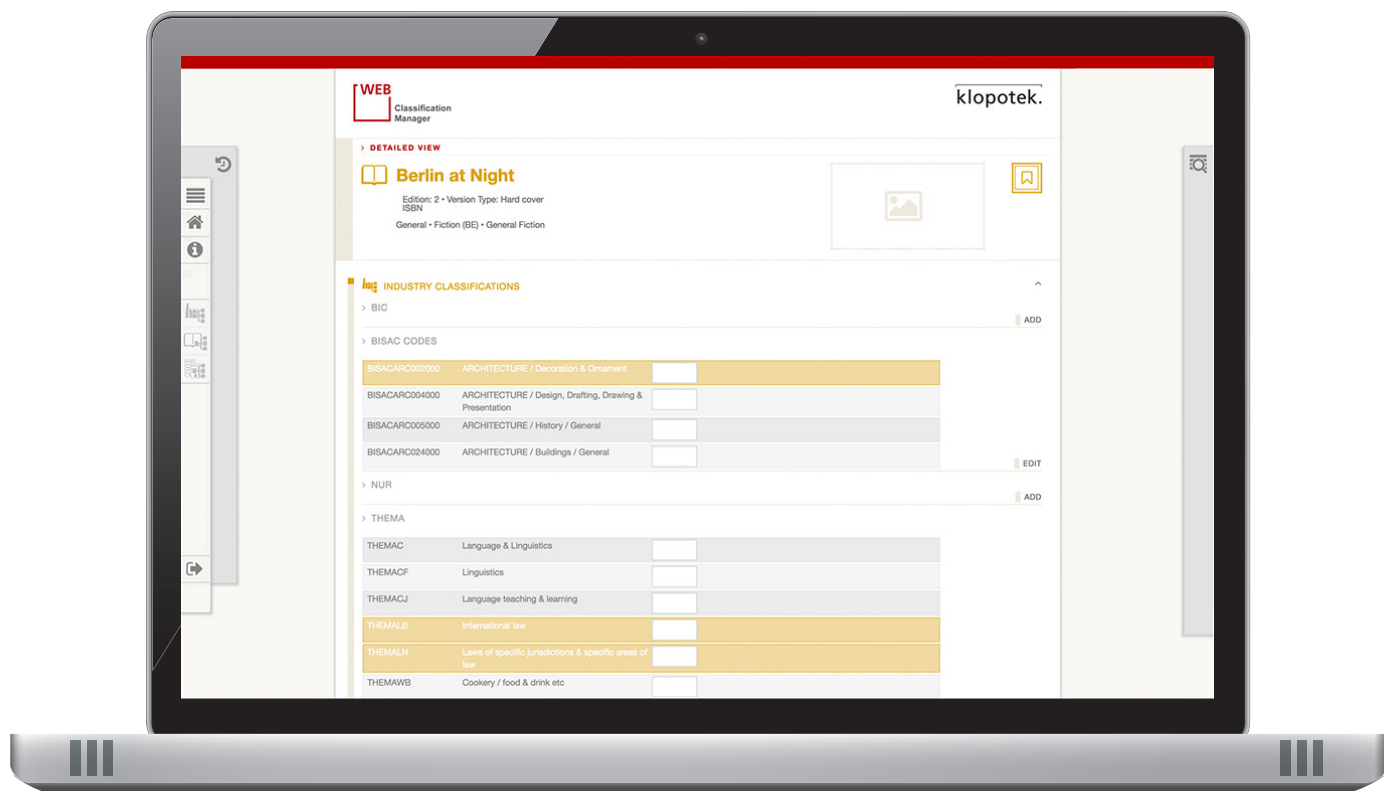 WEB
Classification
Manager
klopotek.
› DETAILED VIEW
Berlin at Night
Edition: 2 • Version Type: Hard cover
ISBN
General • Fiction (BE) • General Fiction
INDUSTRY CLASSIFICATIONS
› BIC
ADD
› BISAC CODES
BISACARC002000 ARCHITECTURE / Decoration & Ornament
BISACARC004000 ARCHITECTURE / Design, Drafting, Drawing &
Presentation
BISACARC005000 ARCHITECTURE / History / General
BISACARC024000 ARCHITECTURE / Buildings / General
EDIT
› NUR
ADD
› THEMA
THEMAC Language & Linguistics
THEMACF Linguistics
THEMACJ Language teaching & learning
THEMALB International law
THEMALN Laws of specific jurisdictions & specific areas of
law
THEMAWB Cookery / food & drink etc